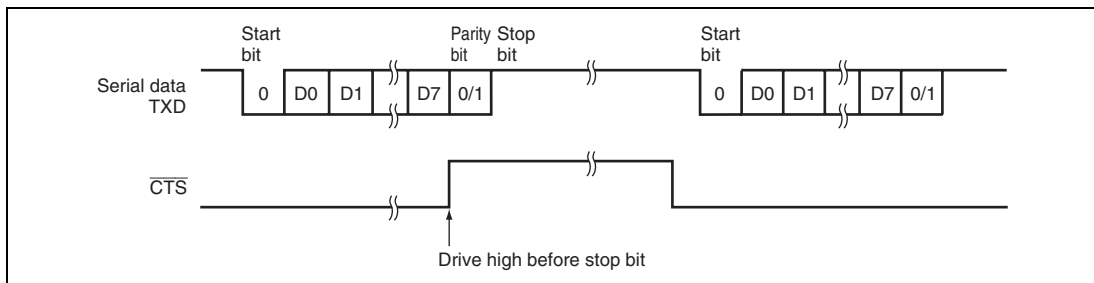 Start
bit
Parity
bit
Stop
bit
Start
bit
Serial data
TXD
0 D0 D1 D7 0/1 0 D0 D1 D7 0/1
CTS
Drive high before stop bit